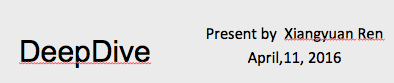 DeepDive
Present by Xiangyuan Ren
April,11, 2016